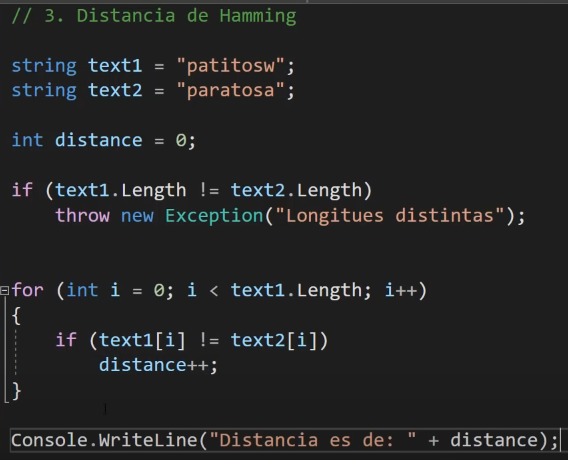 // 3. Distancia de Hamming
string text1 = "patitosw";
string text2 = "paratosa";
int distance = 0;
if (text1.Length != text2.Length)
    throw new Exception("Longitues distintas");
for (int i = 0; i < text1.Length; i++)
{
    if (text1[i] != text2[i])
        distance++;
}
Console.WriteLine("Distancia es de: " + distance);